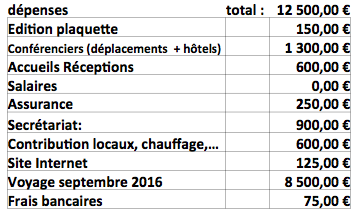 dépenses total : 12 500,00 €
Edition plaquette 150,00 €
Conférenciers (déplacements + hôtels) 1 300,00 €
Accueils Réceptions 600,00 €
Salaires 0,00 €
Assurance 250,00 €
Secrétariat: 900,00 €
Contribution locaux, chauffage,... 600,00 €
Site Internet 125,00 €
Voyage septembre 2016 8 500,00 €
Frais bancaires 75,00 €